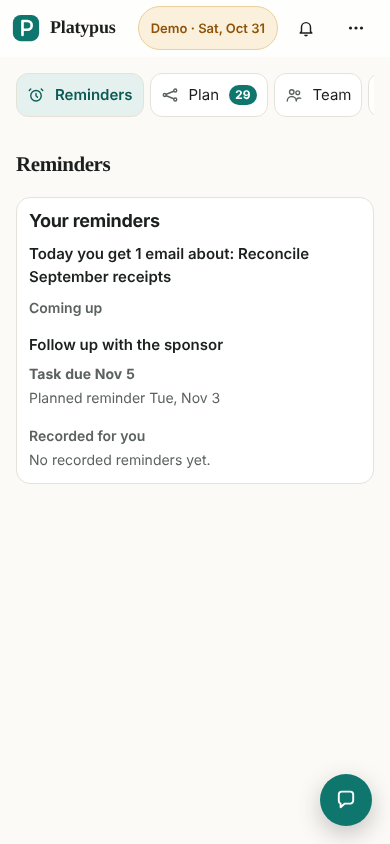 P Platypus Demo · Sat, Oct 31
Reminders Plan 29 Team
Reminders
Your reminders
Today you get 1 email about: Reconcile
September receipts
Coming up
Follow up with the sponsor
Task due Nov 5
Planned reminder Tue, Nov 3
Recorded for you
No recorded reminders yet.